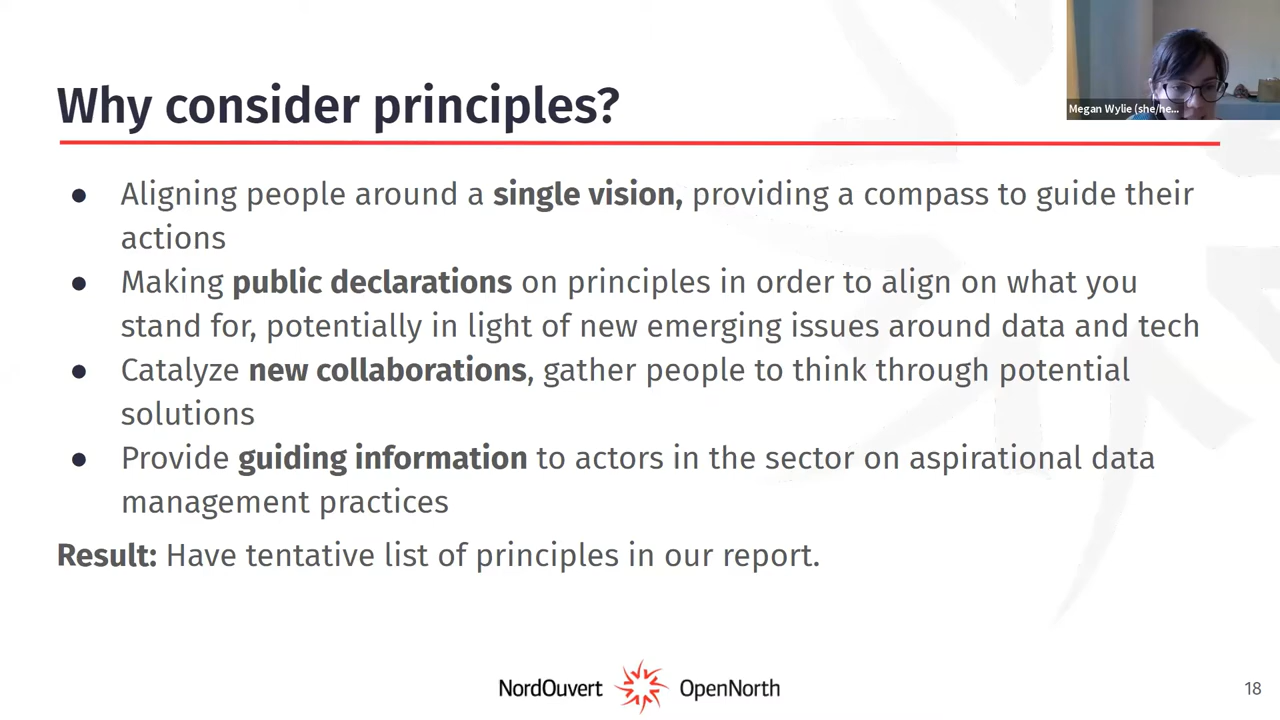 Why consider principles?
Megan Wylie (she/he...
● Aligning people around a single vision, providing a compass to guide their
actions
● Making public declarations on principles in order to align on what you
stand for, potentially in light of new emerging issues around data and tech
● Catalyze new collaborations, gather people to think through potential
solutions
● Provide guiding information to actors in the sector on aspirational data
management practices
Result: Have tentative list of principles in our report.
NordOuvert OpenNorth
18